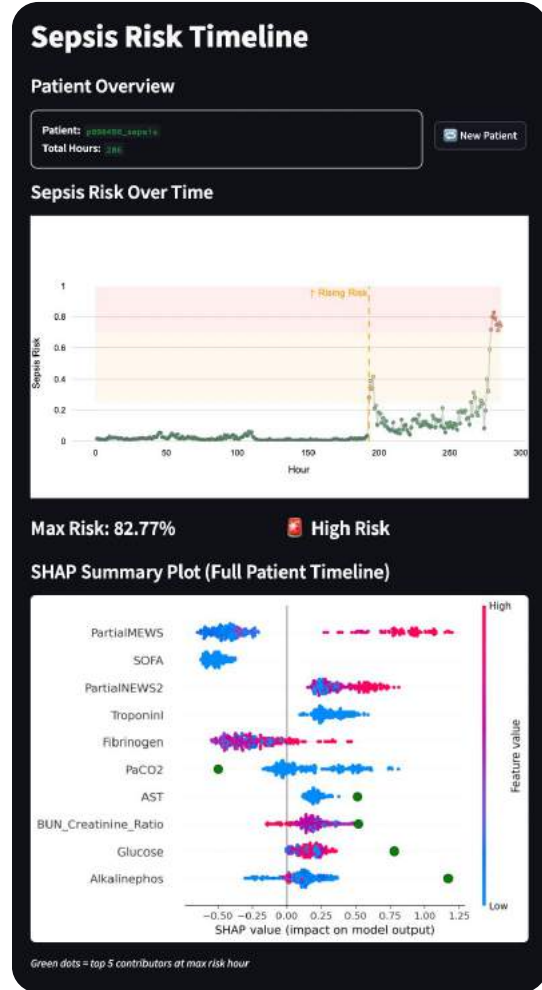 Sepsis Risk Timeline
Patient Overview
Patient:
Total Hours:
New Patient
Sepsis Risk Over Time
1
↑ Rising Risk
0.8
0.6
0.4
0.2
0
Sepsis Risk
0 50 100 150 200 250 300
Hour
Max Risk: 82.77%
High Risk
SHAP Summary Plot (Full Patient Timeline)
High
PartialMEWS
SOFA
PartialNEWS2
TroponinI
Fibrinogen
PaCO2
AST
BUN_Creatinine_Ratio
Glucose
Alkalinephos
Feature value
Low
−0.50 −0.25 0.00 0.25 0.50 0.75 1.00 1.25
SHAP value (impact on model output)
Green dots = top 5 contributors at max risk hour